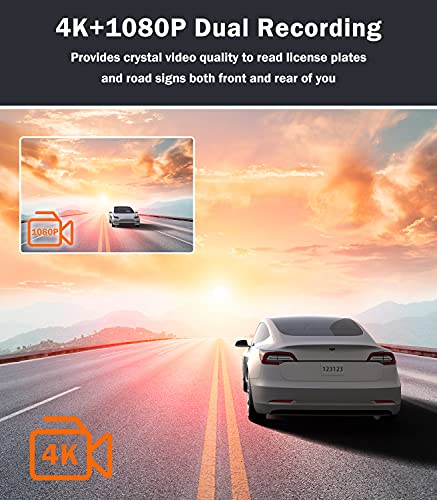 4K+1080P Dual Recording
Provides crystal video quality to read license plates
and road signs both front and rear of you
1080P
123123
4K